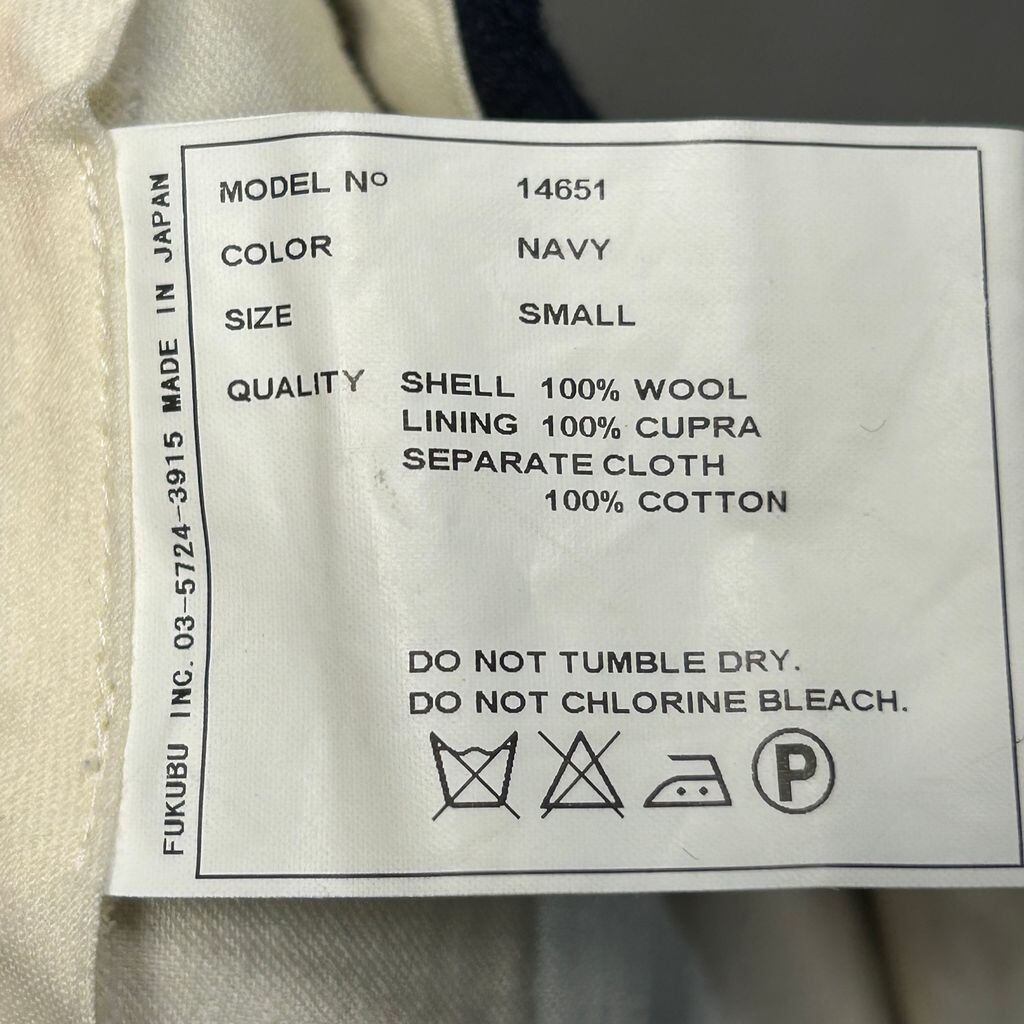 MODEL Nº 14651
COLOR NAVY
SIZE SMALL
QUALITY SHELL 100% WOOL
LINING 100% CUPRA
SEPARATE CLOTH
100% COTTON
DO NOT TUMBLE DRY.
DO NOT CHLORINE BLEACH.
P
FUKUBU INC. 03-5724-3915 MADE IN JAPAN